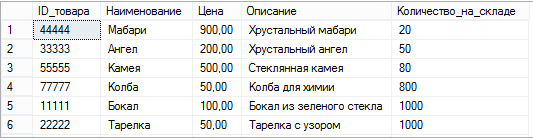 ID_товара Наименование Цена Описание Количество_на_складе
1 44444 Мабари 900,00 Хрустальный мабари 20
2 33333 Ангел 200,00 Хрустальный ангел 50
3 55555 Камея 500,00 Стеклянная камея 80
4 77777 Колба 50,00 Колба для химии 800
5 11111 Бокал 100,00 Бокал из зеленого стекла 1000
6 22222 Тарелка 50,00 Тарелка с узором 1000